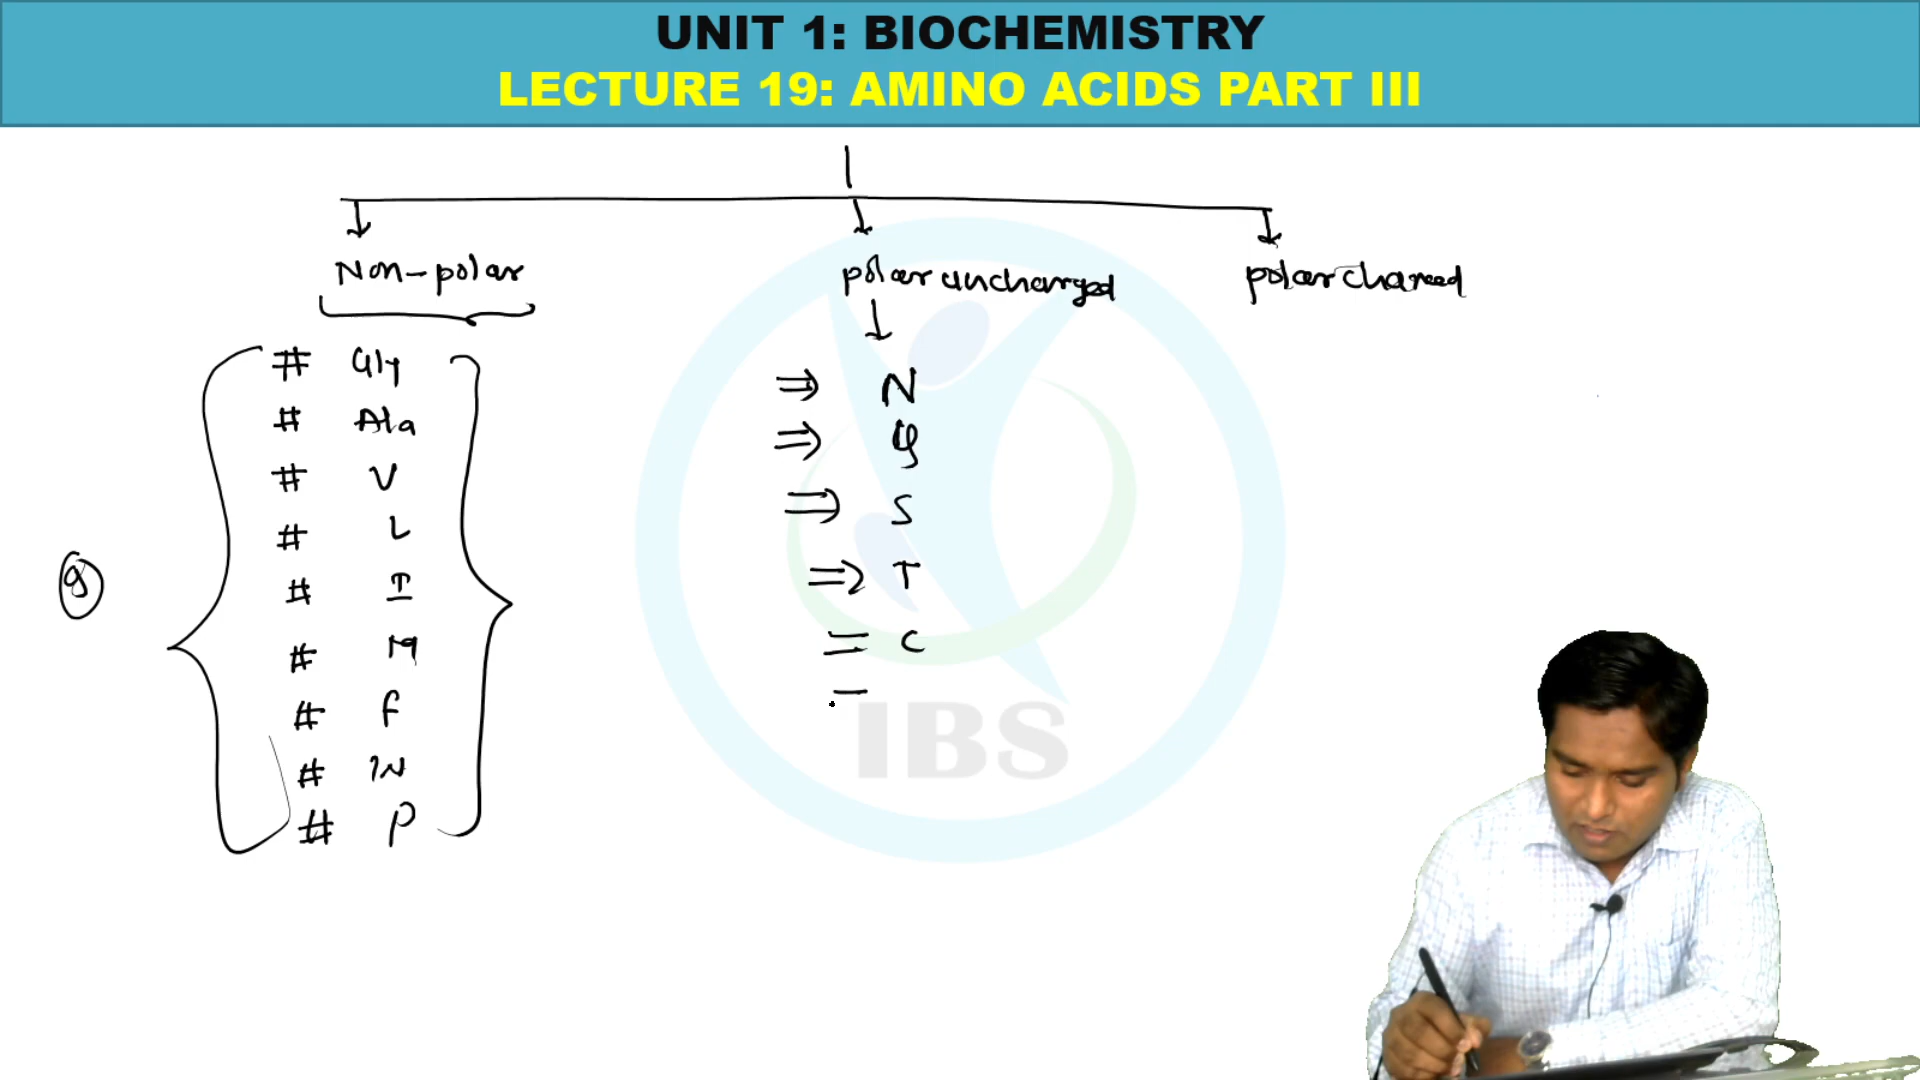 UNIT 1: BIOCHEMISTRY
LECTURE 19: AMINO ACIDS PART III
Non-polar
polar uncharged
polar charged
# Gly
# Ala
# V
# L
# I
# M
# F
# W
# P
9
⇒ N
⇒ Q
⇒ S
⇒ T
= C
IBS